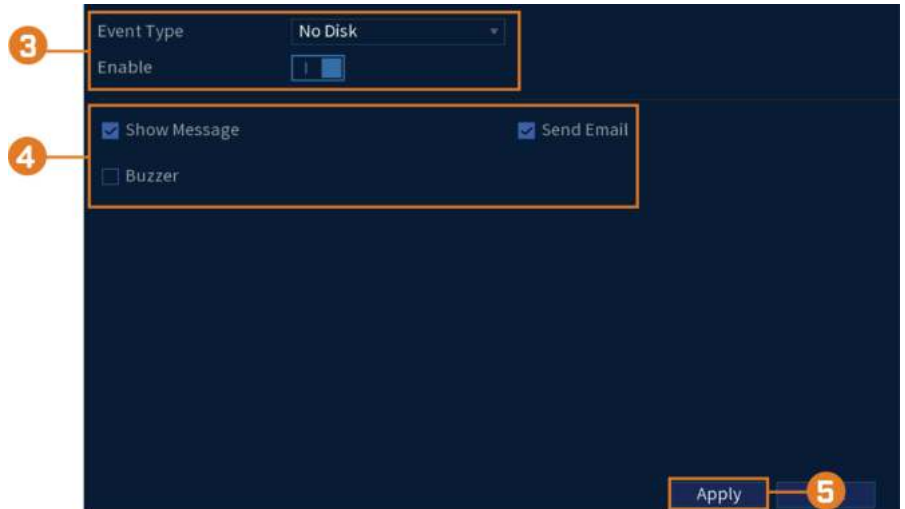 3
Event Type No Disk
Enable
4
Show Message Send Email
Buzzer
Apply 5